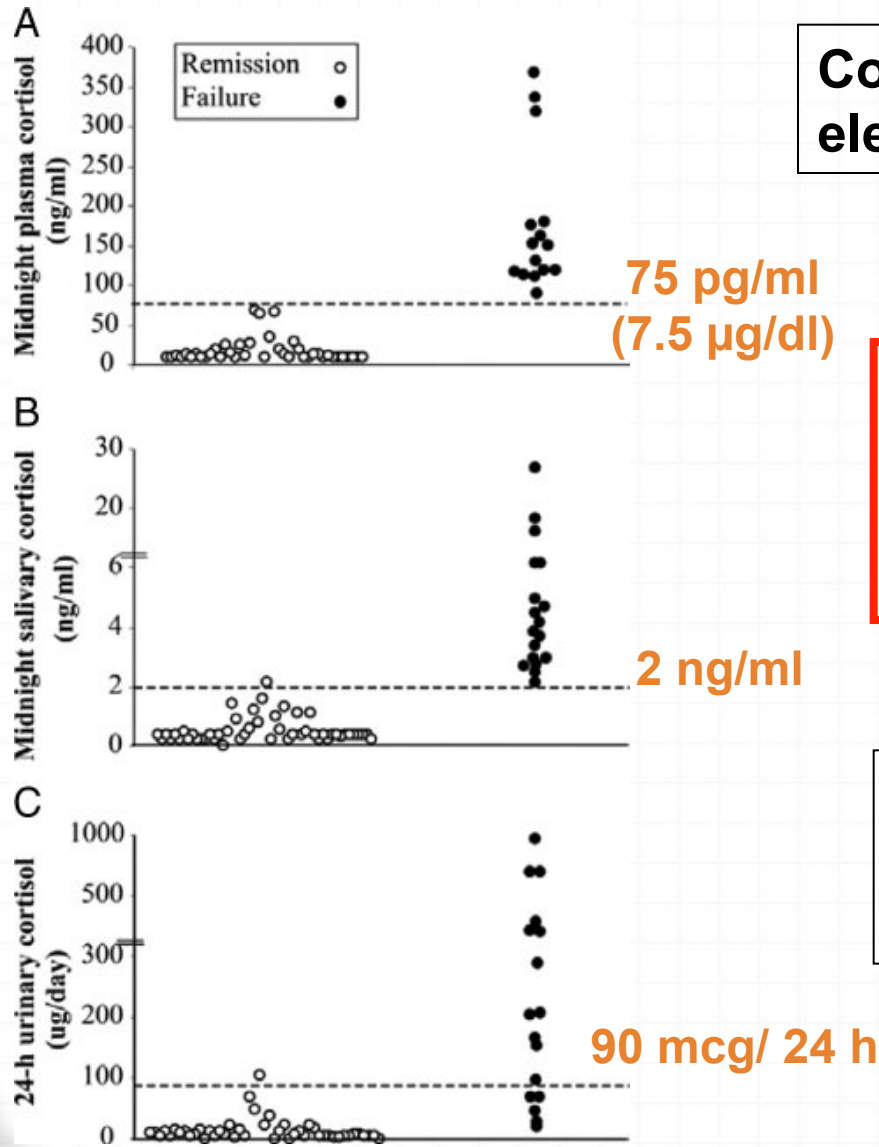 A
Midnight plasma cortisol
(ng/ml)
400
350
300
250
200
150
100
50
0
Remission
Failure
Co
ele
75 pg/ml
(7.5 µg/dl)
B
Midnight salivary cortisol
(ng/ml)
30
20
6
4
2
0
2 ng/ml
C
24-h urinary cortisol
(ug/day)
1000
500
300
200
100
0
90 mcg/ 24 h